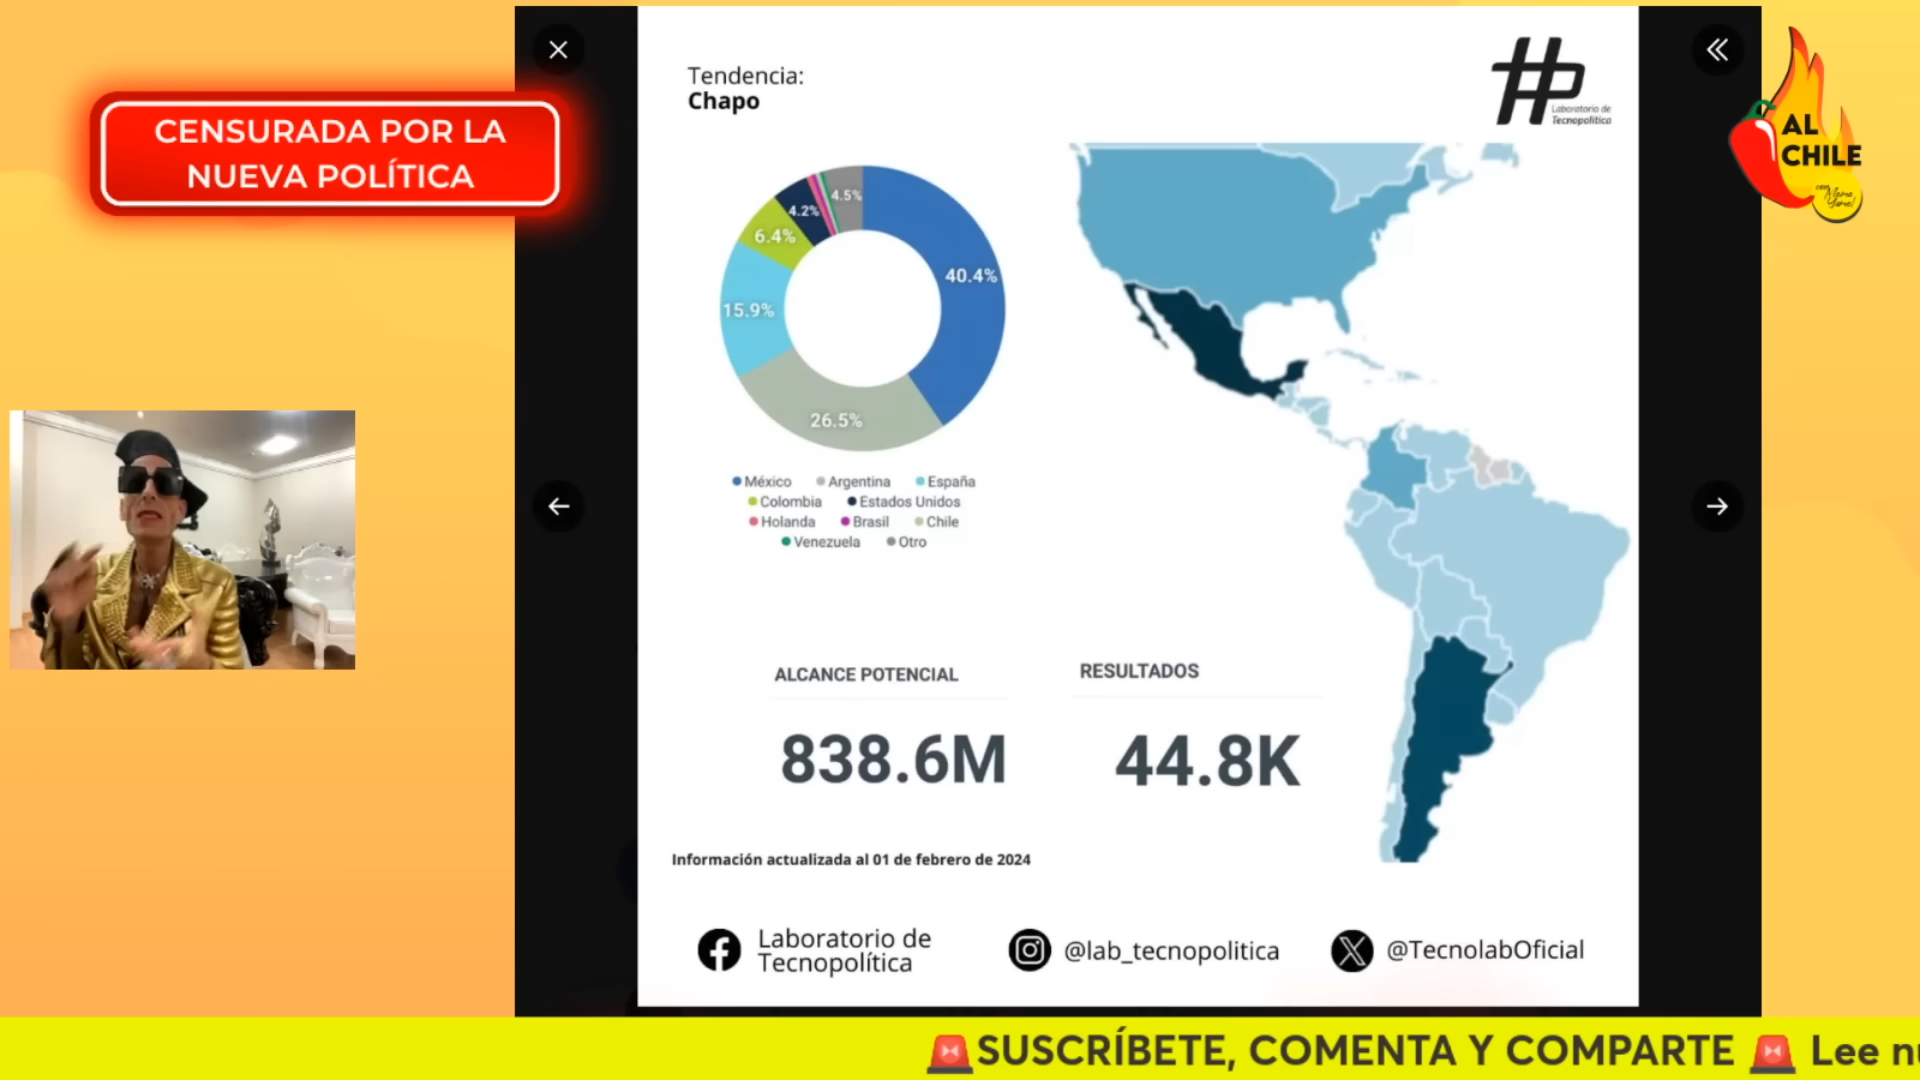 CENSURADA POR LA
NUEVA POLÍTICA
Tendencia:
Chapo
Laboratorio de
Tecnopolítica
AL
CHILE
4.5%
4.2%
6.4%
40.4%
15.9%
26.5%
México Argentina España
Colombia Estados Unidos
Holanda Brasil Chile
Venezuela Otro
ALCANCE POTENCIAL
RESULTADOS
838.6M
44.8K
Información actualizada al 01 de febrero de 2024
Laboratorio de
Tecnopolítica
@lab_tecnopolitica
@TecnolabOficial
SUSCRÍBETE, COMENTA Y COMPARTE Lee